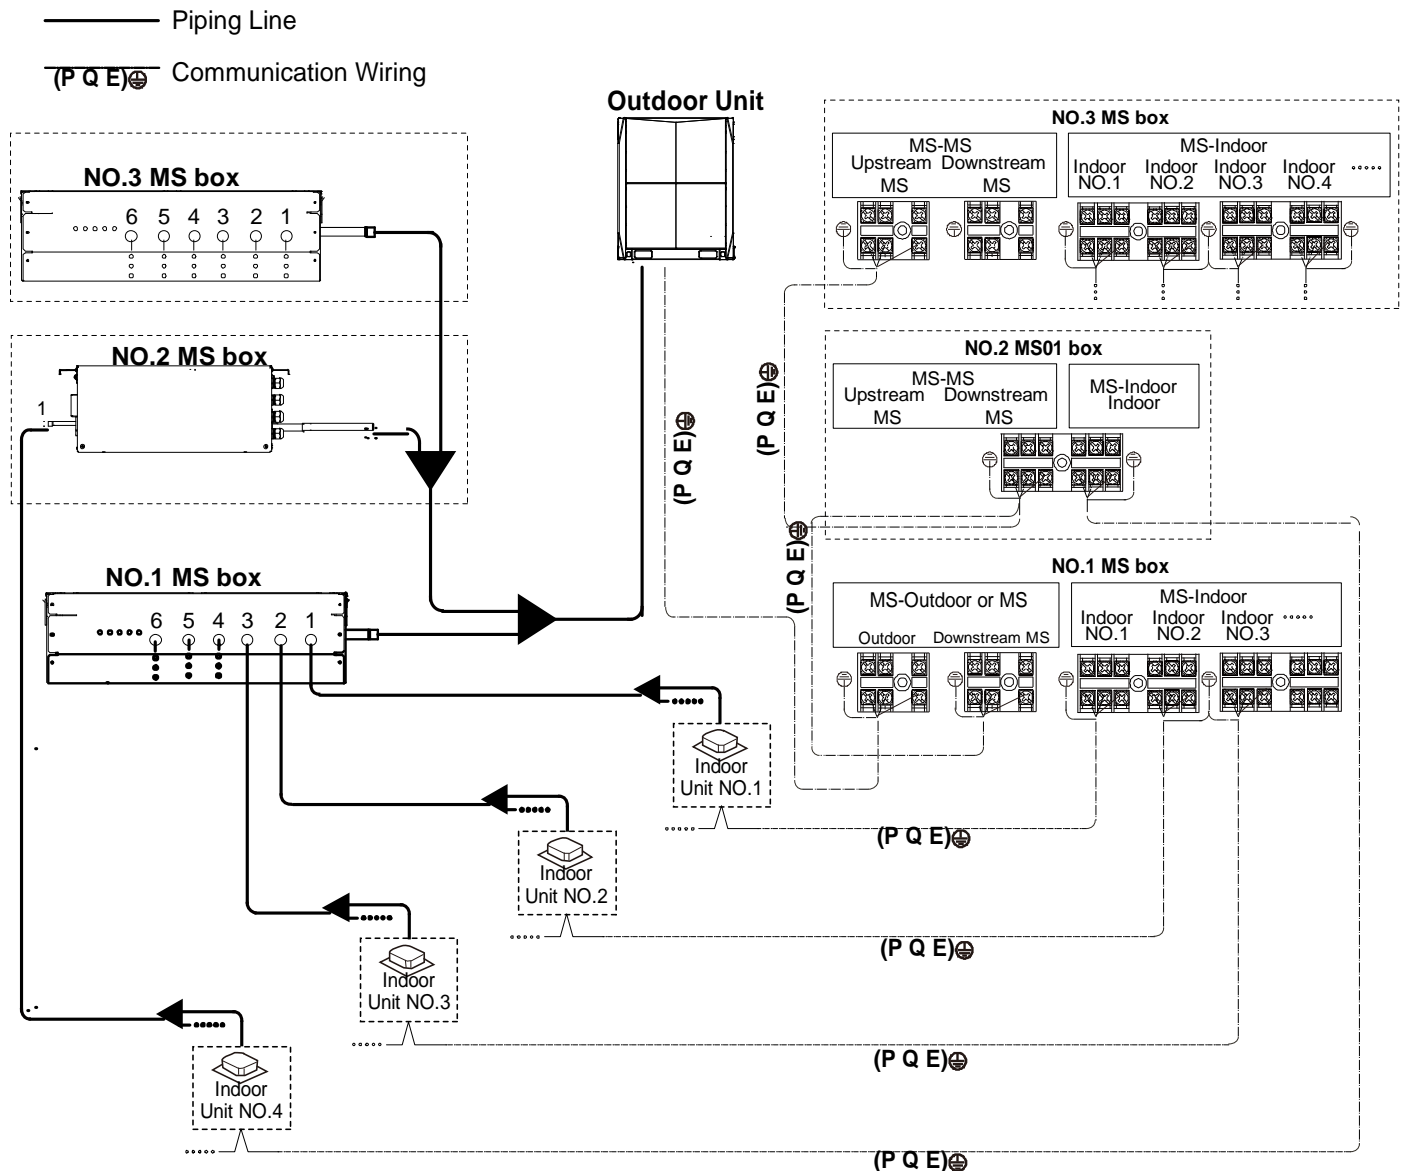 Piping Line
(P Q E) Communication Wiring
Outdoor Unit
NO.3 MS box
6 5 4 3 2 1
NO.2 MS box
1
NO.1 MS box
6 5 4 3 2 1
Indoor
Unit NO.1
Indoor
Unit NO.2
Indoor
Unit NO.3
Indoor
Unit NO.4
(P Q E)
(P Q E)
(P Q E)
NO.3 MS box
MS-MS
Upstream Downstream
MS MS
MS-Indoor
Indoor Indoor Indoor Indoor
NO.1 NO.2 NO.3 NO.4
NO.2 MS01 box
MS-MS
Upstream Downstream
MS MS
MS-Indoor
Indoor
NO.1 MS box
MS-Outdoor or MS
Outdoor Downstream MS
MS-Indoor
Indoor Indoor Indoor
NO.1 NO.2 NO.3
(P Q E)
(P Q E)
(P Q E)
(P Q E)